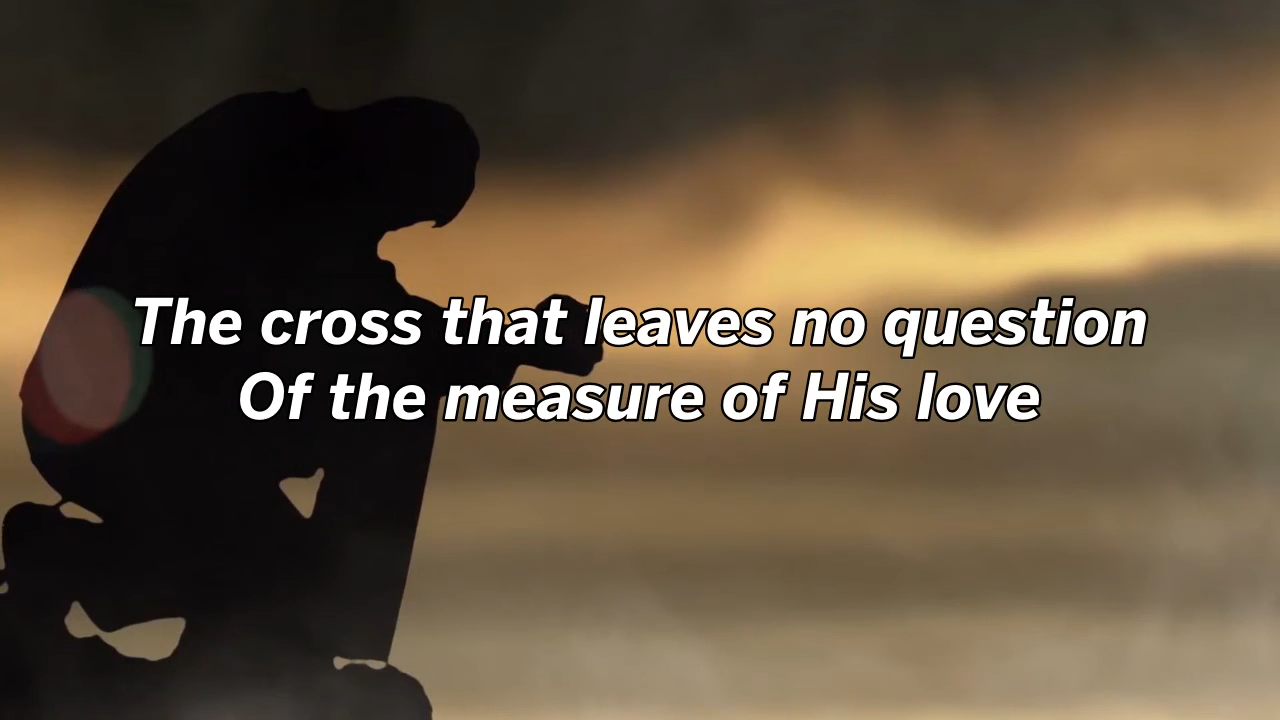 The cross that leaves no question
Of the measure of His love